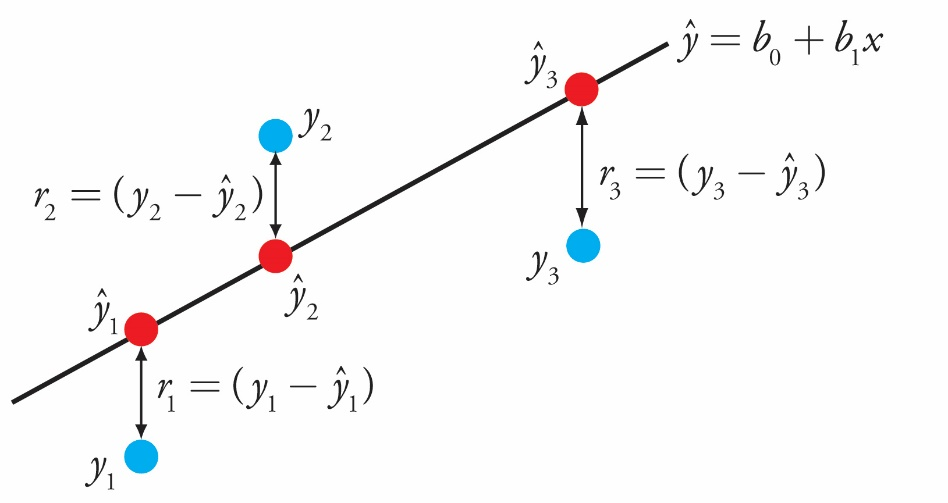 ŷ = b₀ + b₁x
ŷ₃
y₂
r₂ = (y₂ − ŷ₂)
r₃ = (y₃ − ŷ₃)
y₃
ŷ₂
ŷ₁
r₁ = (y₁ − ŷ₁)
y₁